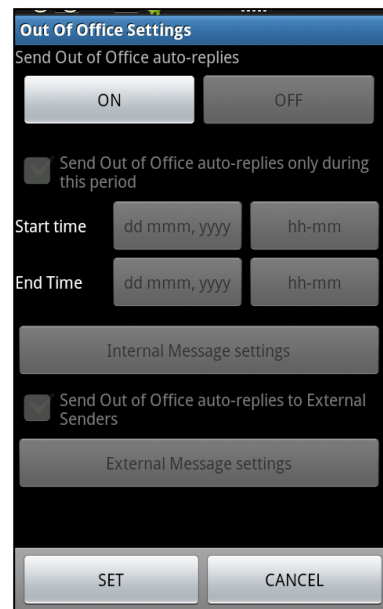 Out Of Office Settings
Send Out of Office auto-replies
ON OFF
Send Out of Office auto-replies only during
this period
Start time dd mmm, yyyy hh-mm
End Time dd mmm, yyyy hh-mm
Internal Message settings
Send Out of Office auto-replies to External
Senders
External Message settings
SET CANCEL